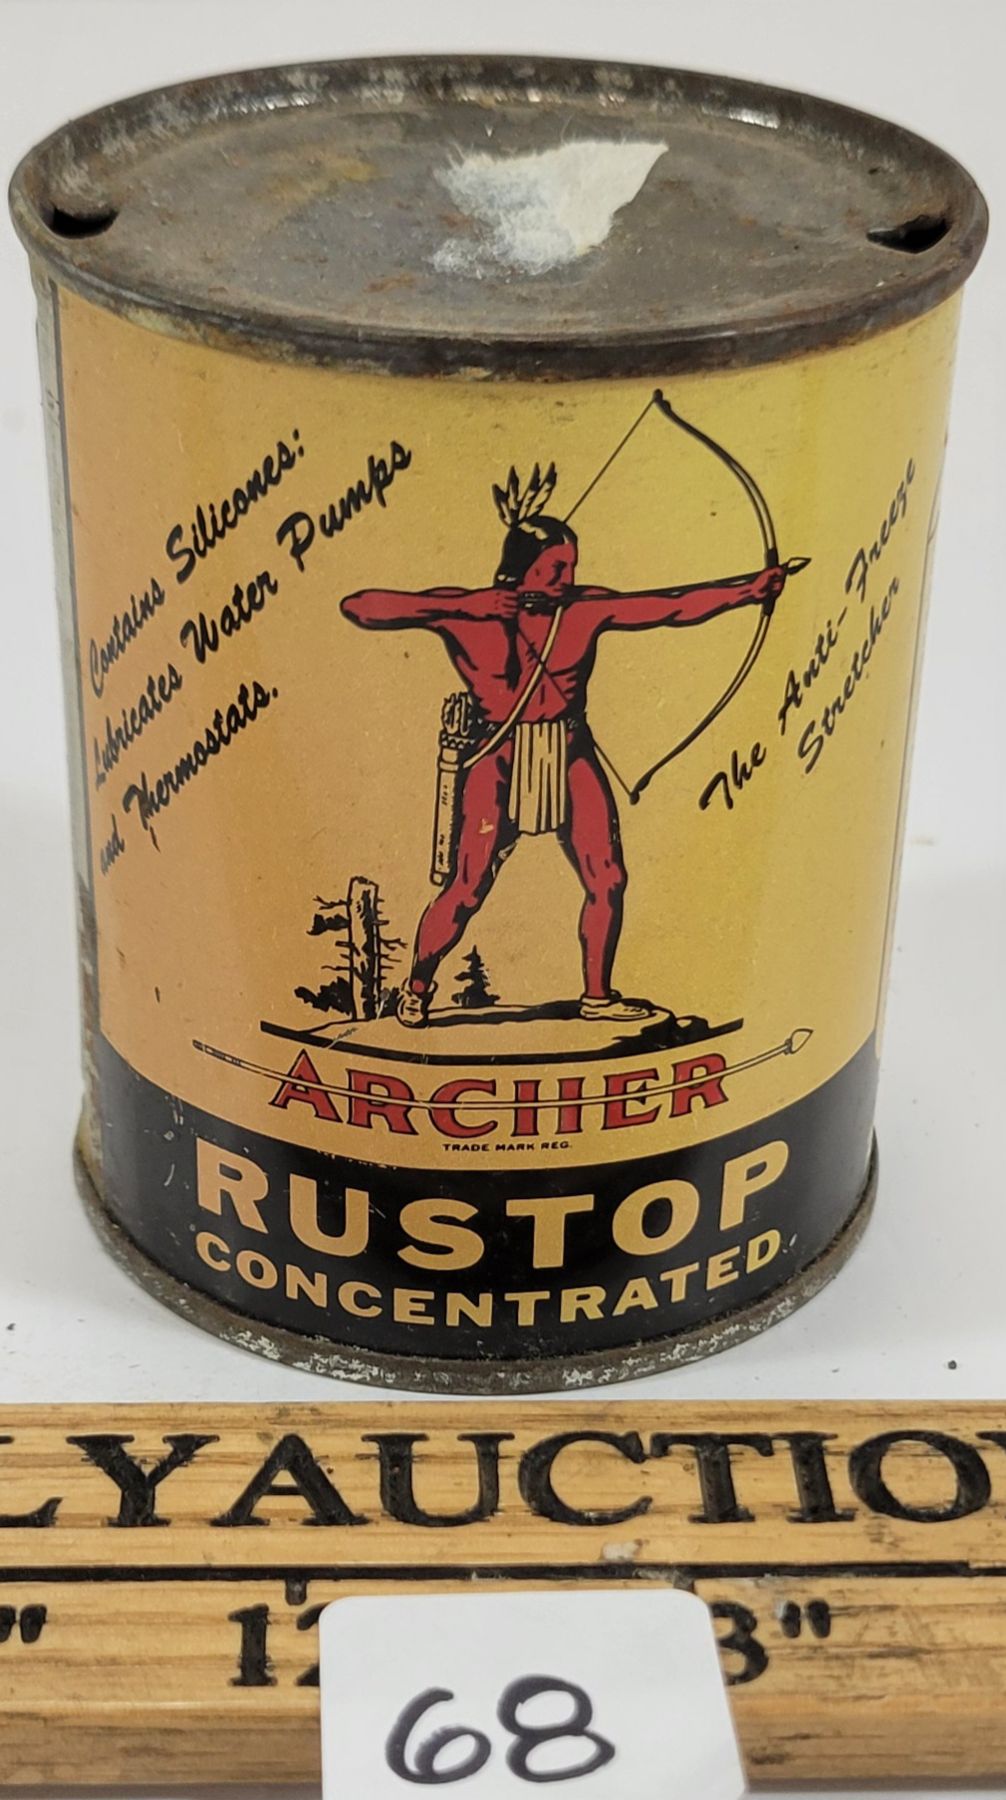 Contains Silicones:
Lubricates Water Pumps
and Thermostats.
The Anti-Freeze
Stretcher
ARCHER
TRADE MARK REG.
RUSTOP
CONCENTRATED
LYAUCTIO
" 12 3"
68